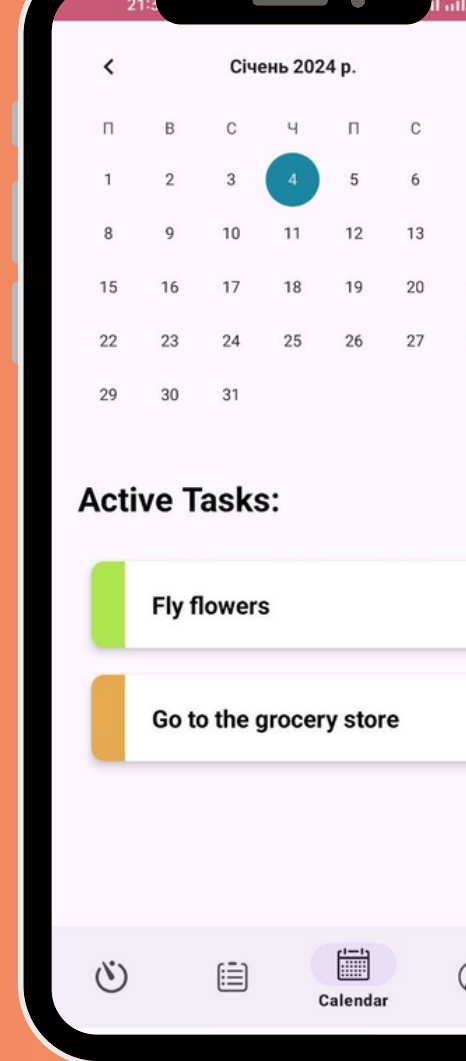 Січень 2024 р.
П В С Ч П С
1 2 3 4 5 6
8 9 10 11 12 13
15 16 17 18 19 20
22 23 24 25 26 27
29 30 31
Active Tasks:
Fly flowers
Go to the grocery store
Calendar